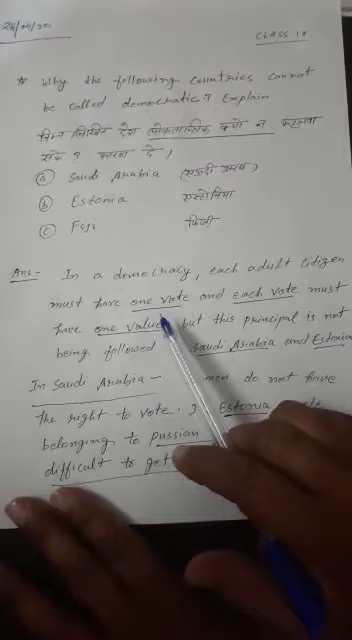 CLASS IX
* Why the following countries cannot
be called democratic? Explain
निम्न लिखित देश लोकतान्त्रिक क्यो न कहलाया
सके ? कारण दे ,
(a) Saudi Arabia (सऊदी अरब)
(b) Estonia एस्टोनिया
(c) Fiji फिजी
Ans:- In a democracy, each adult citizen
must have one vote and each vote must
have one value, but this principal is not
being followed saudi Arabia and Estonia
In Saudi Arabia - men do not have
the right to vote. Estonia
belonging to
difficult to get